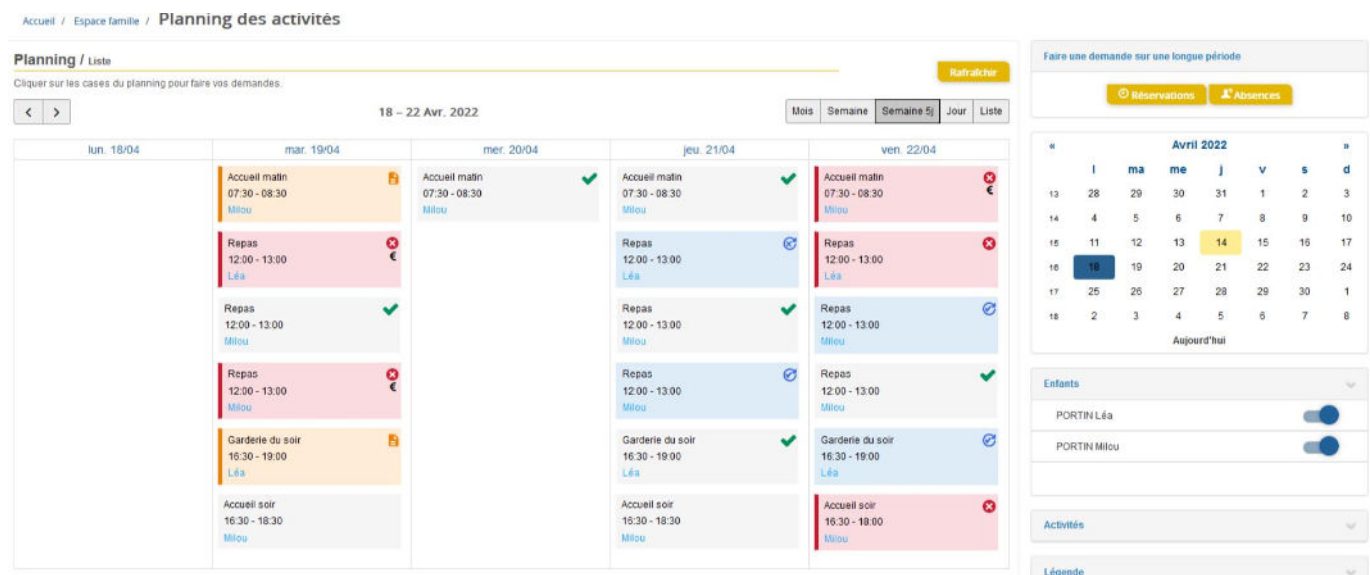 Accueil / Espace famille / Planning des activités
Planning / Liste
Rafraîchir
Cliquer sur les cases du planning pour faire vos demandes.
< >
18 – 22 Avr. 2022
Mois Semaine Semaine 5j Jour Liste
lun. 18/04 mar. 19/04 mer. 20/04 jeu. 21/04 ven. 22/04
Accueil matin
07:30 - 08:30
Milou
Repas
12:00 - 13:00
€
Léa
Repas
12:00 - 13:00
Milou
Repas
12:00 - 13:00
€
Milou
Garderie du soir
16:30 - 19:00
Léa
Accueil soir
16:30 - 18:30
Milou
Accueil matin
07:30 - 08:30
Milou
Accueil matin
07:30 - 08:30
Milou
Repas
12:00 - 13:00
Léa
Repas
12:00 - 13:00
Milou
Repas
12:00 - 13:00
Milou
Garderie du soir
16:30 - 19:00
Léa
Accueil soir
16:30 - 18:30
Milou
Accueil matin
07:30 - 08:30
€
Milou
Repas
12:00 - 13:00
Léa
Repas
12:00 - 13:00
Milou
Repas
12:00 - 13:00
Milou
Garderie du soir
16:30 - 19:00
Léa
Accueil soir
16:30 - 18:00
Milou
Faire une demande sur une longue période
Réservations Absences
« Avril 2022 »
l ma me j v s d
13 28 29 30 31 1 2 3
14 4 5 6 7 8 9 10
15 11 12 13 14 15 16 17
16 18 19 20 21 22 23 24
17 25 26 27 28 29 30 1
18 2 3 4 5 6 7 8
Aujourd'hui
Enfants
PORTIN Léa
PORTIN Milou
Activités
Légende